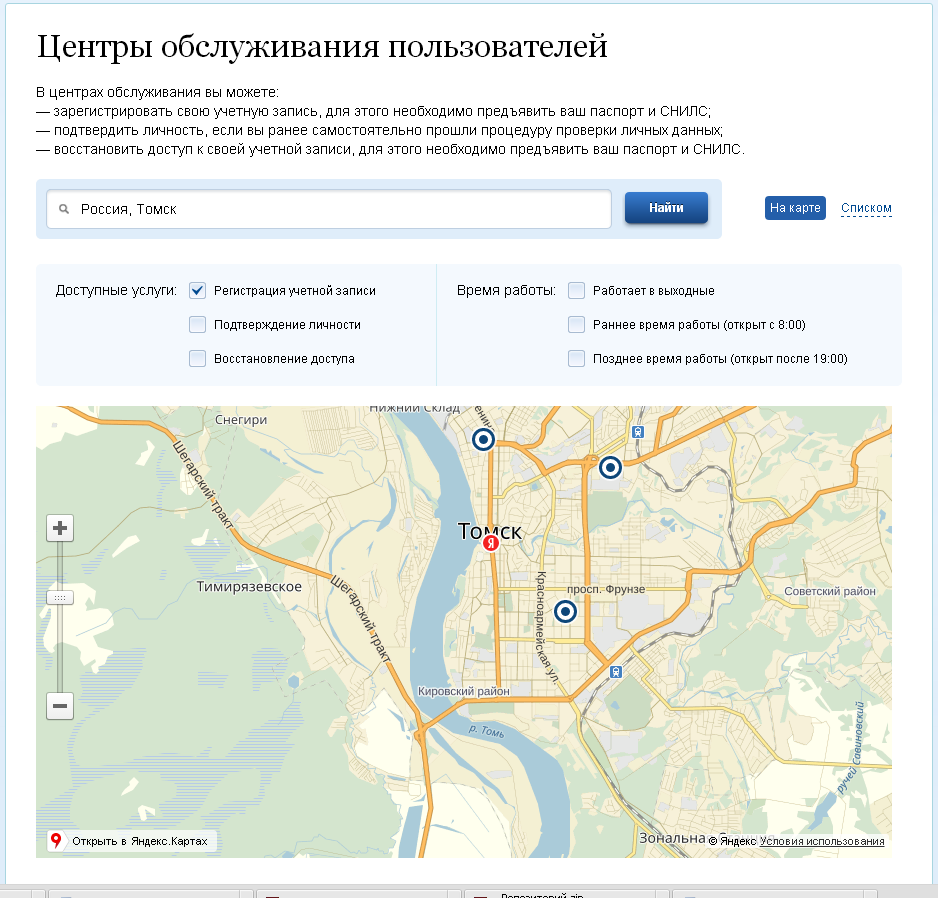 Центры обслуживания пользователей
В центрах обслуживания вы можете:
— зарегистрировать свою учетную запись, для этого необходимо предъявить ваш паспорт и СНИЛС;
— подтвердить личность, если вы ранее самостоятельно прошли процедуру проверки личных данных;
— восстановить доступ к своей учетной записи, для этого необходимо предъявить ваш паспорт и СНИЛС.
Россия, Томск
Найти
На карте
Списком
Доступные услуги:
Регистрация учетной записи
Подтверждение личности
Восстановление доступа
Время работы:
Работает в выходные
Раннее время работы (открыт с 8:00)
Позднее время работы (открыт после 19:00)
Нижний Склад
Снегири
Шегарский тракт
Томск
Я
Тимирязевское
Шегарский тракт
просп. Фрунзе
Красноармейская ул.
Советский район
Кировский район
р. Томь
ручей Савиновский
Зональна
Открыть в Яндекс.Картах
© Яндекс Условия использования